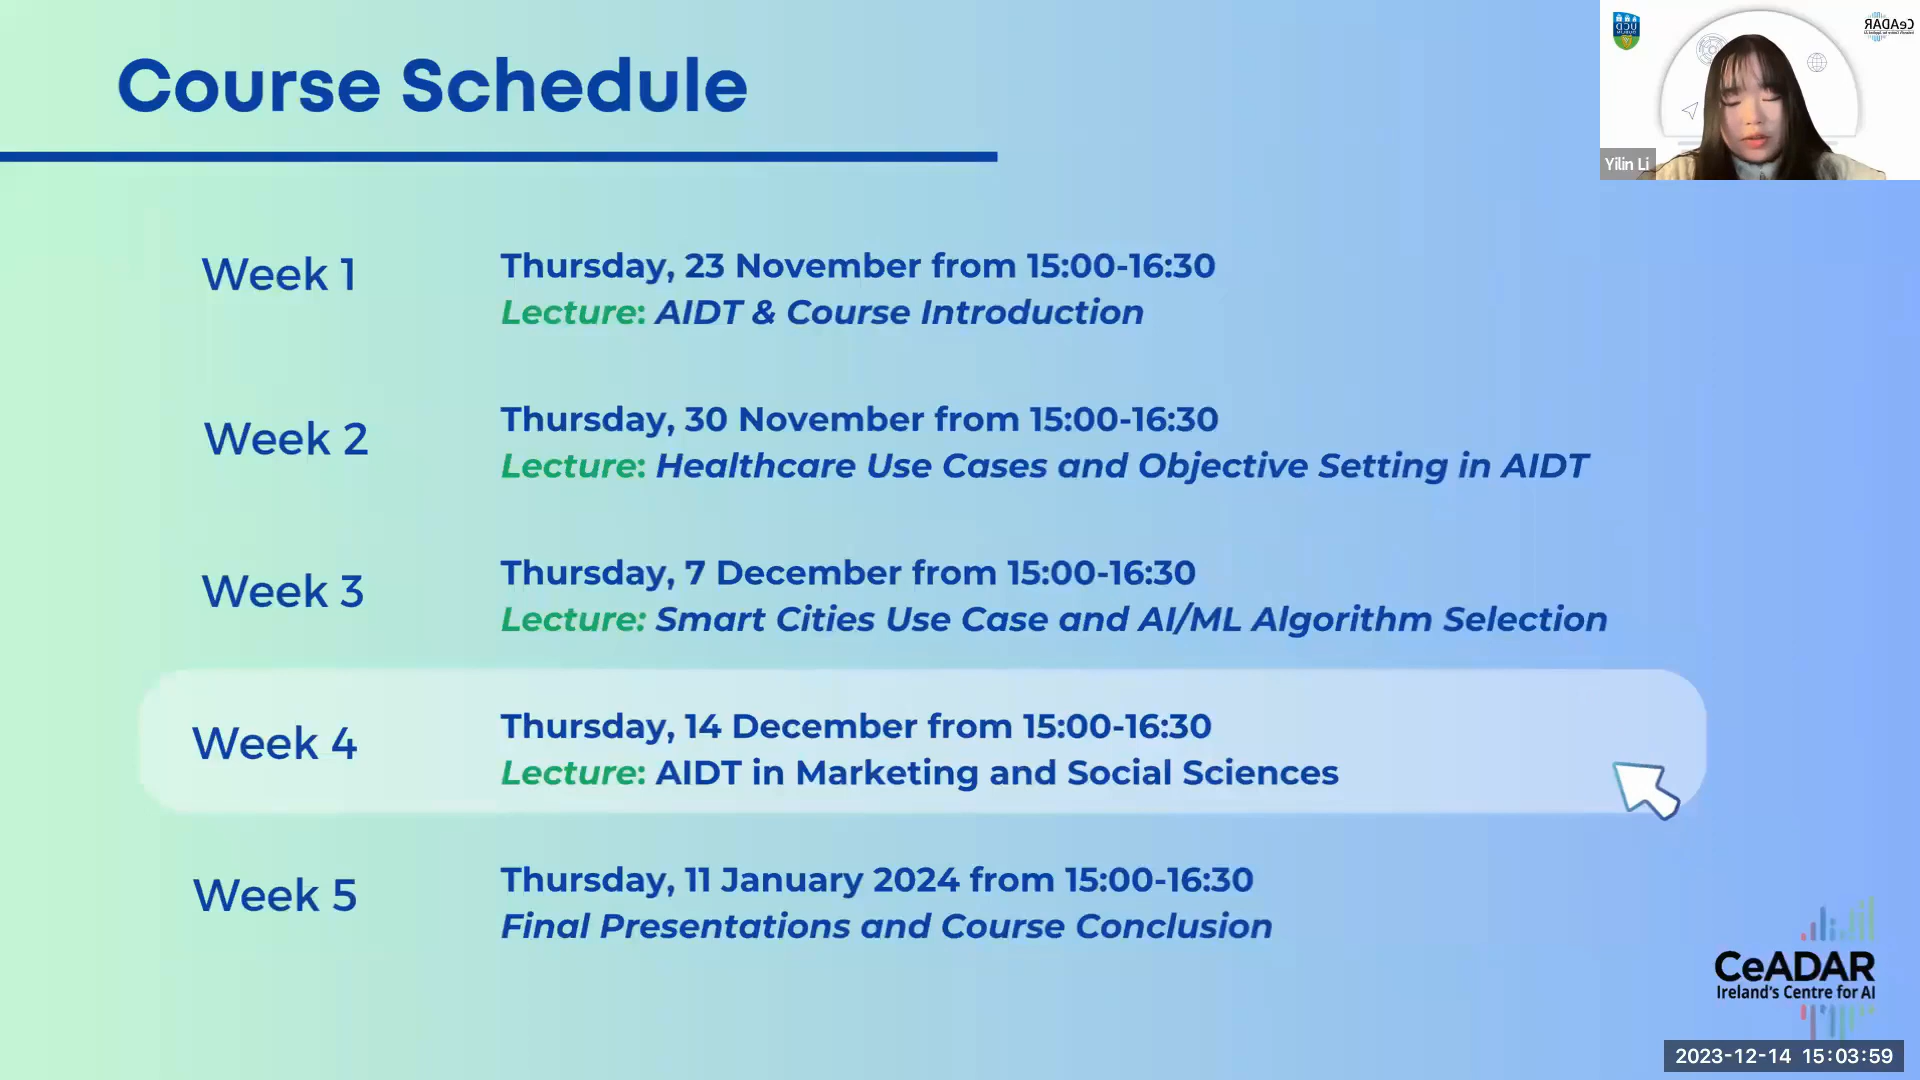 Course Schedule
Week 1
Thursday, 23 November from 15:00-16:30
Lecture: AIDT & Course Introduction
Week 2
Thursday, 30 November from 15:00-16:30
Lecture: Healthcare Use Cases and Objective Setting in AIDT
Week 3
Thursday, 7 December from 15:00-16:30
Lecture: Smart Cities Use Case and AI/ML Algorithm Selection
Week 4
Thursday, 14 December from 15:00-16:30
Lecture: AIDT in Marketing and Social Sciences
Week 5
Thursday, 11 January 2024 from 15:00-16:30
Final Presentations and Course Conclusion
CeADAR
Yilin Li
CeADAR
Ireland's Centre for AI
2023-12-14 15:03:59